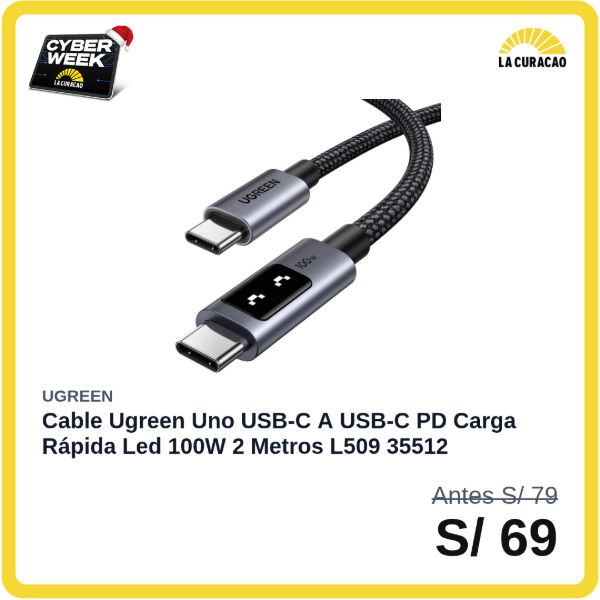 CYBER
WEEK
LA CURACAO
LA CURACAO
UGREEN
100W
UGREEN
Cable Ugreen Uno USB-C A USB-C PD Carga
Rápida Led 100W 2 Metros L509 35512
Antes S/ 79
S/ 69